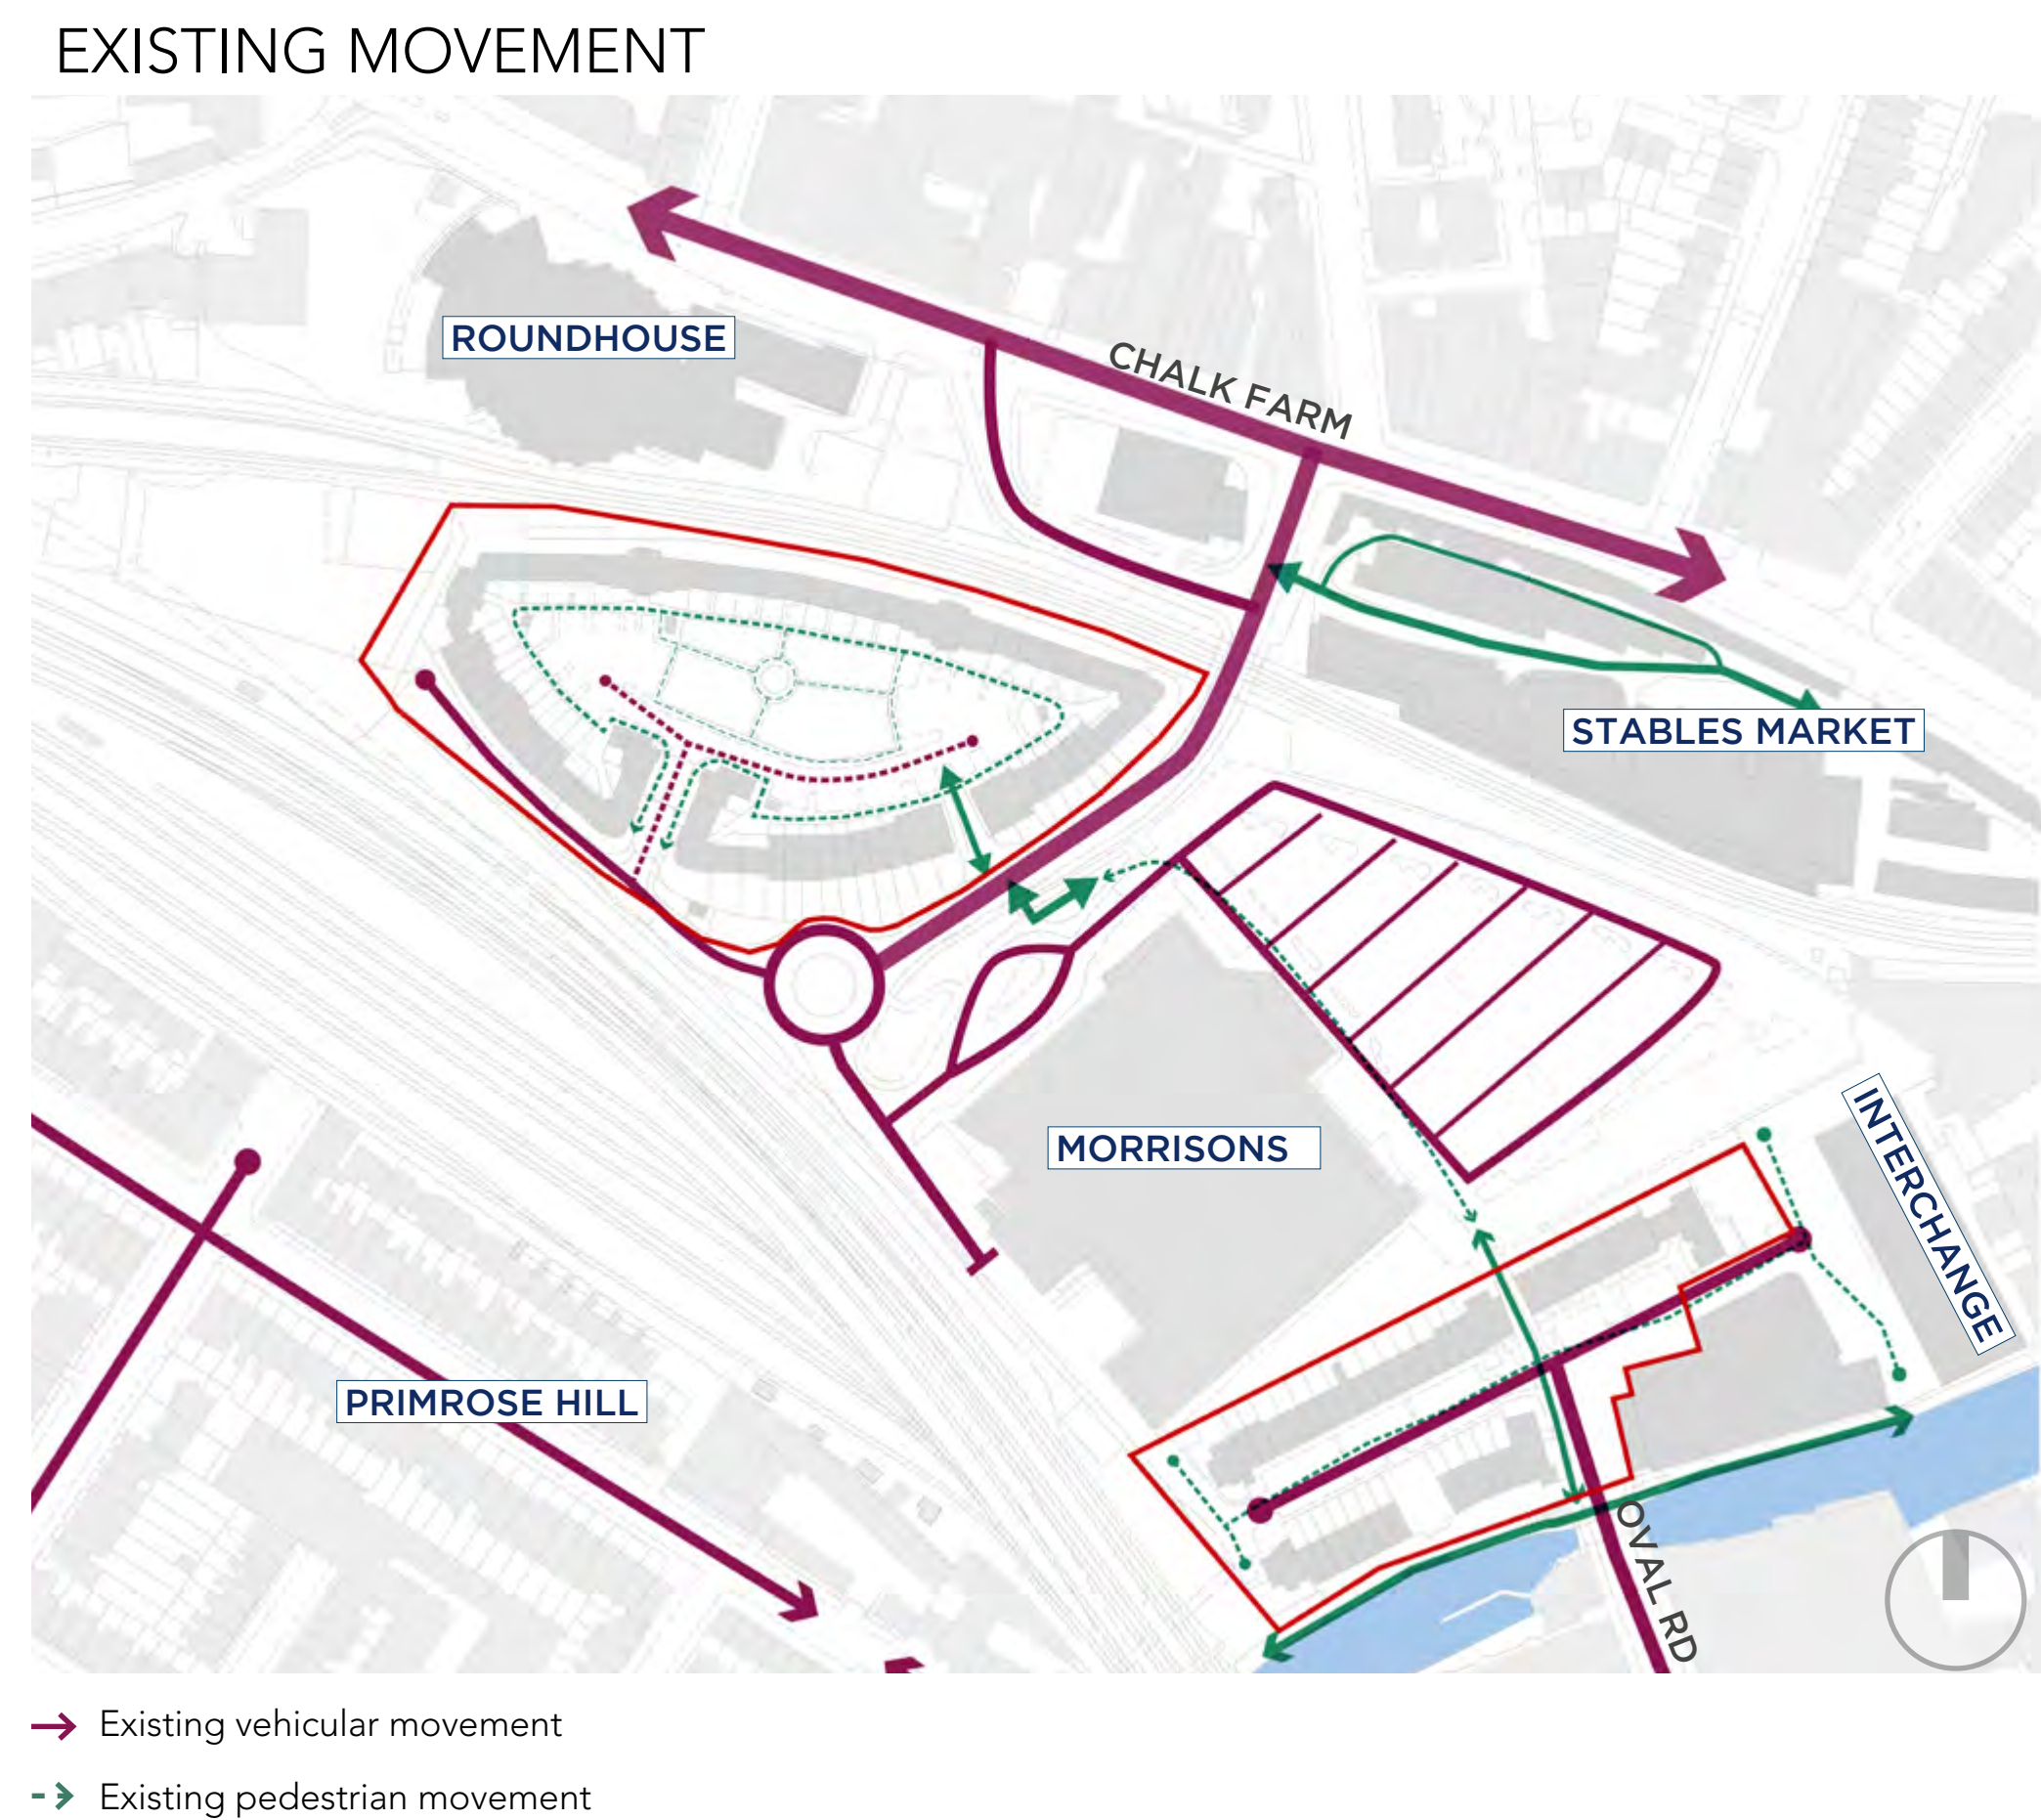 EXISTING MOVEMENT
ROUNDHOUSE
CHALK FARM
STABLES MARKET
MORRISONS
INTERCHANGE
PRIMROSE HILL
OVAL RD
Existing vehicular movement
Existing pedestrian movement